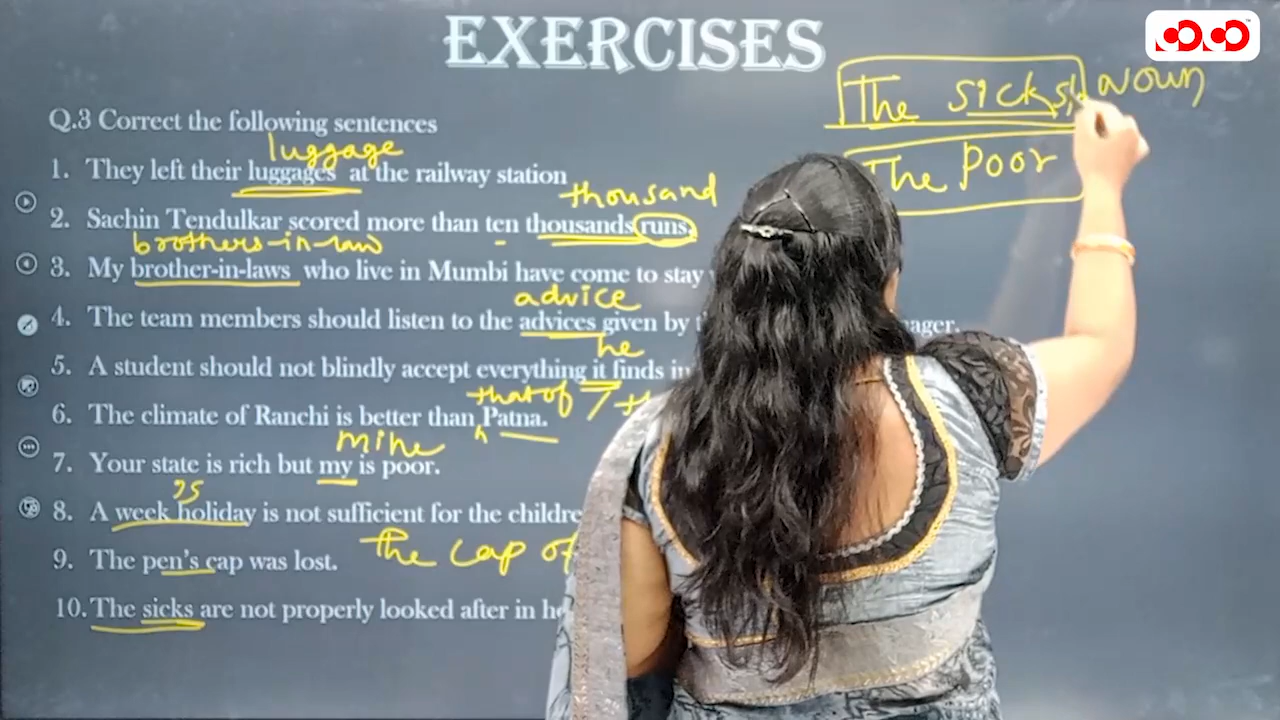 EXERCISES
The sicks Noun
The Poor
Q.3 Correct the following sentences
luggage
1. They left their luggages at the railway station
thousand
2. Sachin Tendulkar scored more than ten thousands runs.
brothers-in-law
3. My brother-in-laws who live in Mumbi have come to stay
advice
4. The team members should listen to the advices given by
he
5. A student should not blindly accept everything it finds in
that of
6. The climate of Ranchi is better than Patna.
mine
7. Your state is rich but my is poor.
's
8. A week holiday is not sufficient for the
9. The pen's cap was lost. The cap of
10. The sicks are not properly looked after in